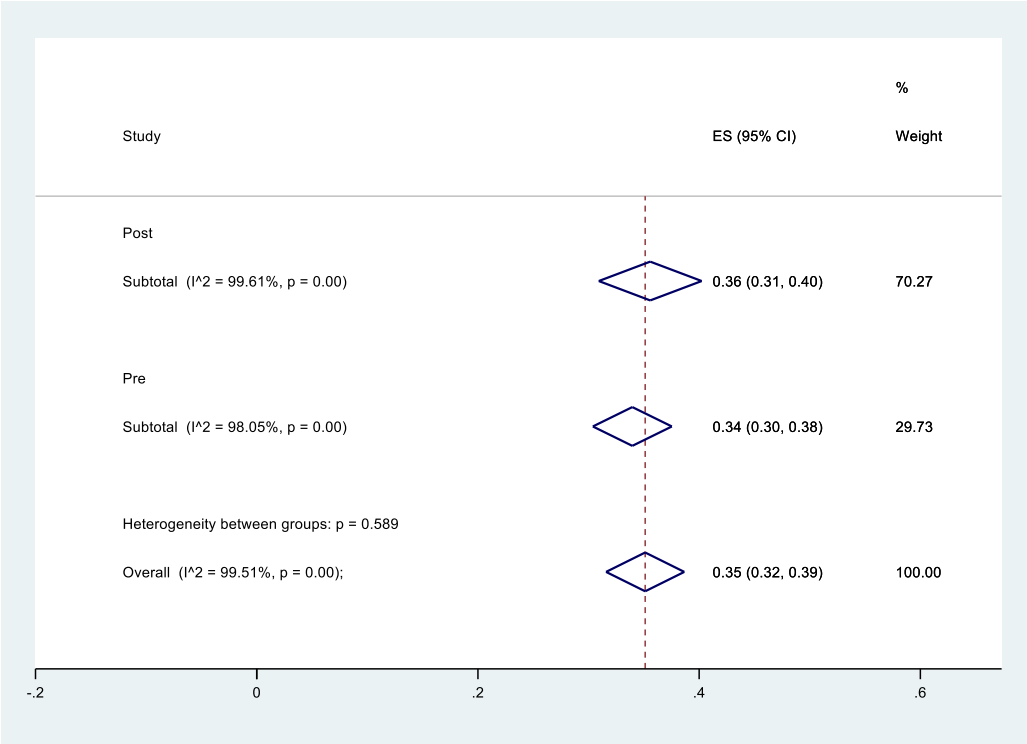 %
Study ES (95% CI) Weight
Post
Subtotal (I^2 = 99.61%, p = 0.00) 0.36 (0.31, 0.40) 70.27
Pre
Subtotal (I^2 = 98.05%, p = 0.00) 0.34 (0.30, 0.38) 29.73
Heterogeneity between groups: p = 0.589
Overall (I^2 = 99.51%, p = 0.00); 0.35 (0.32, 0.39) 100.00
-.2 0 .2 .4 .6